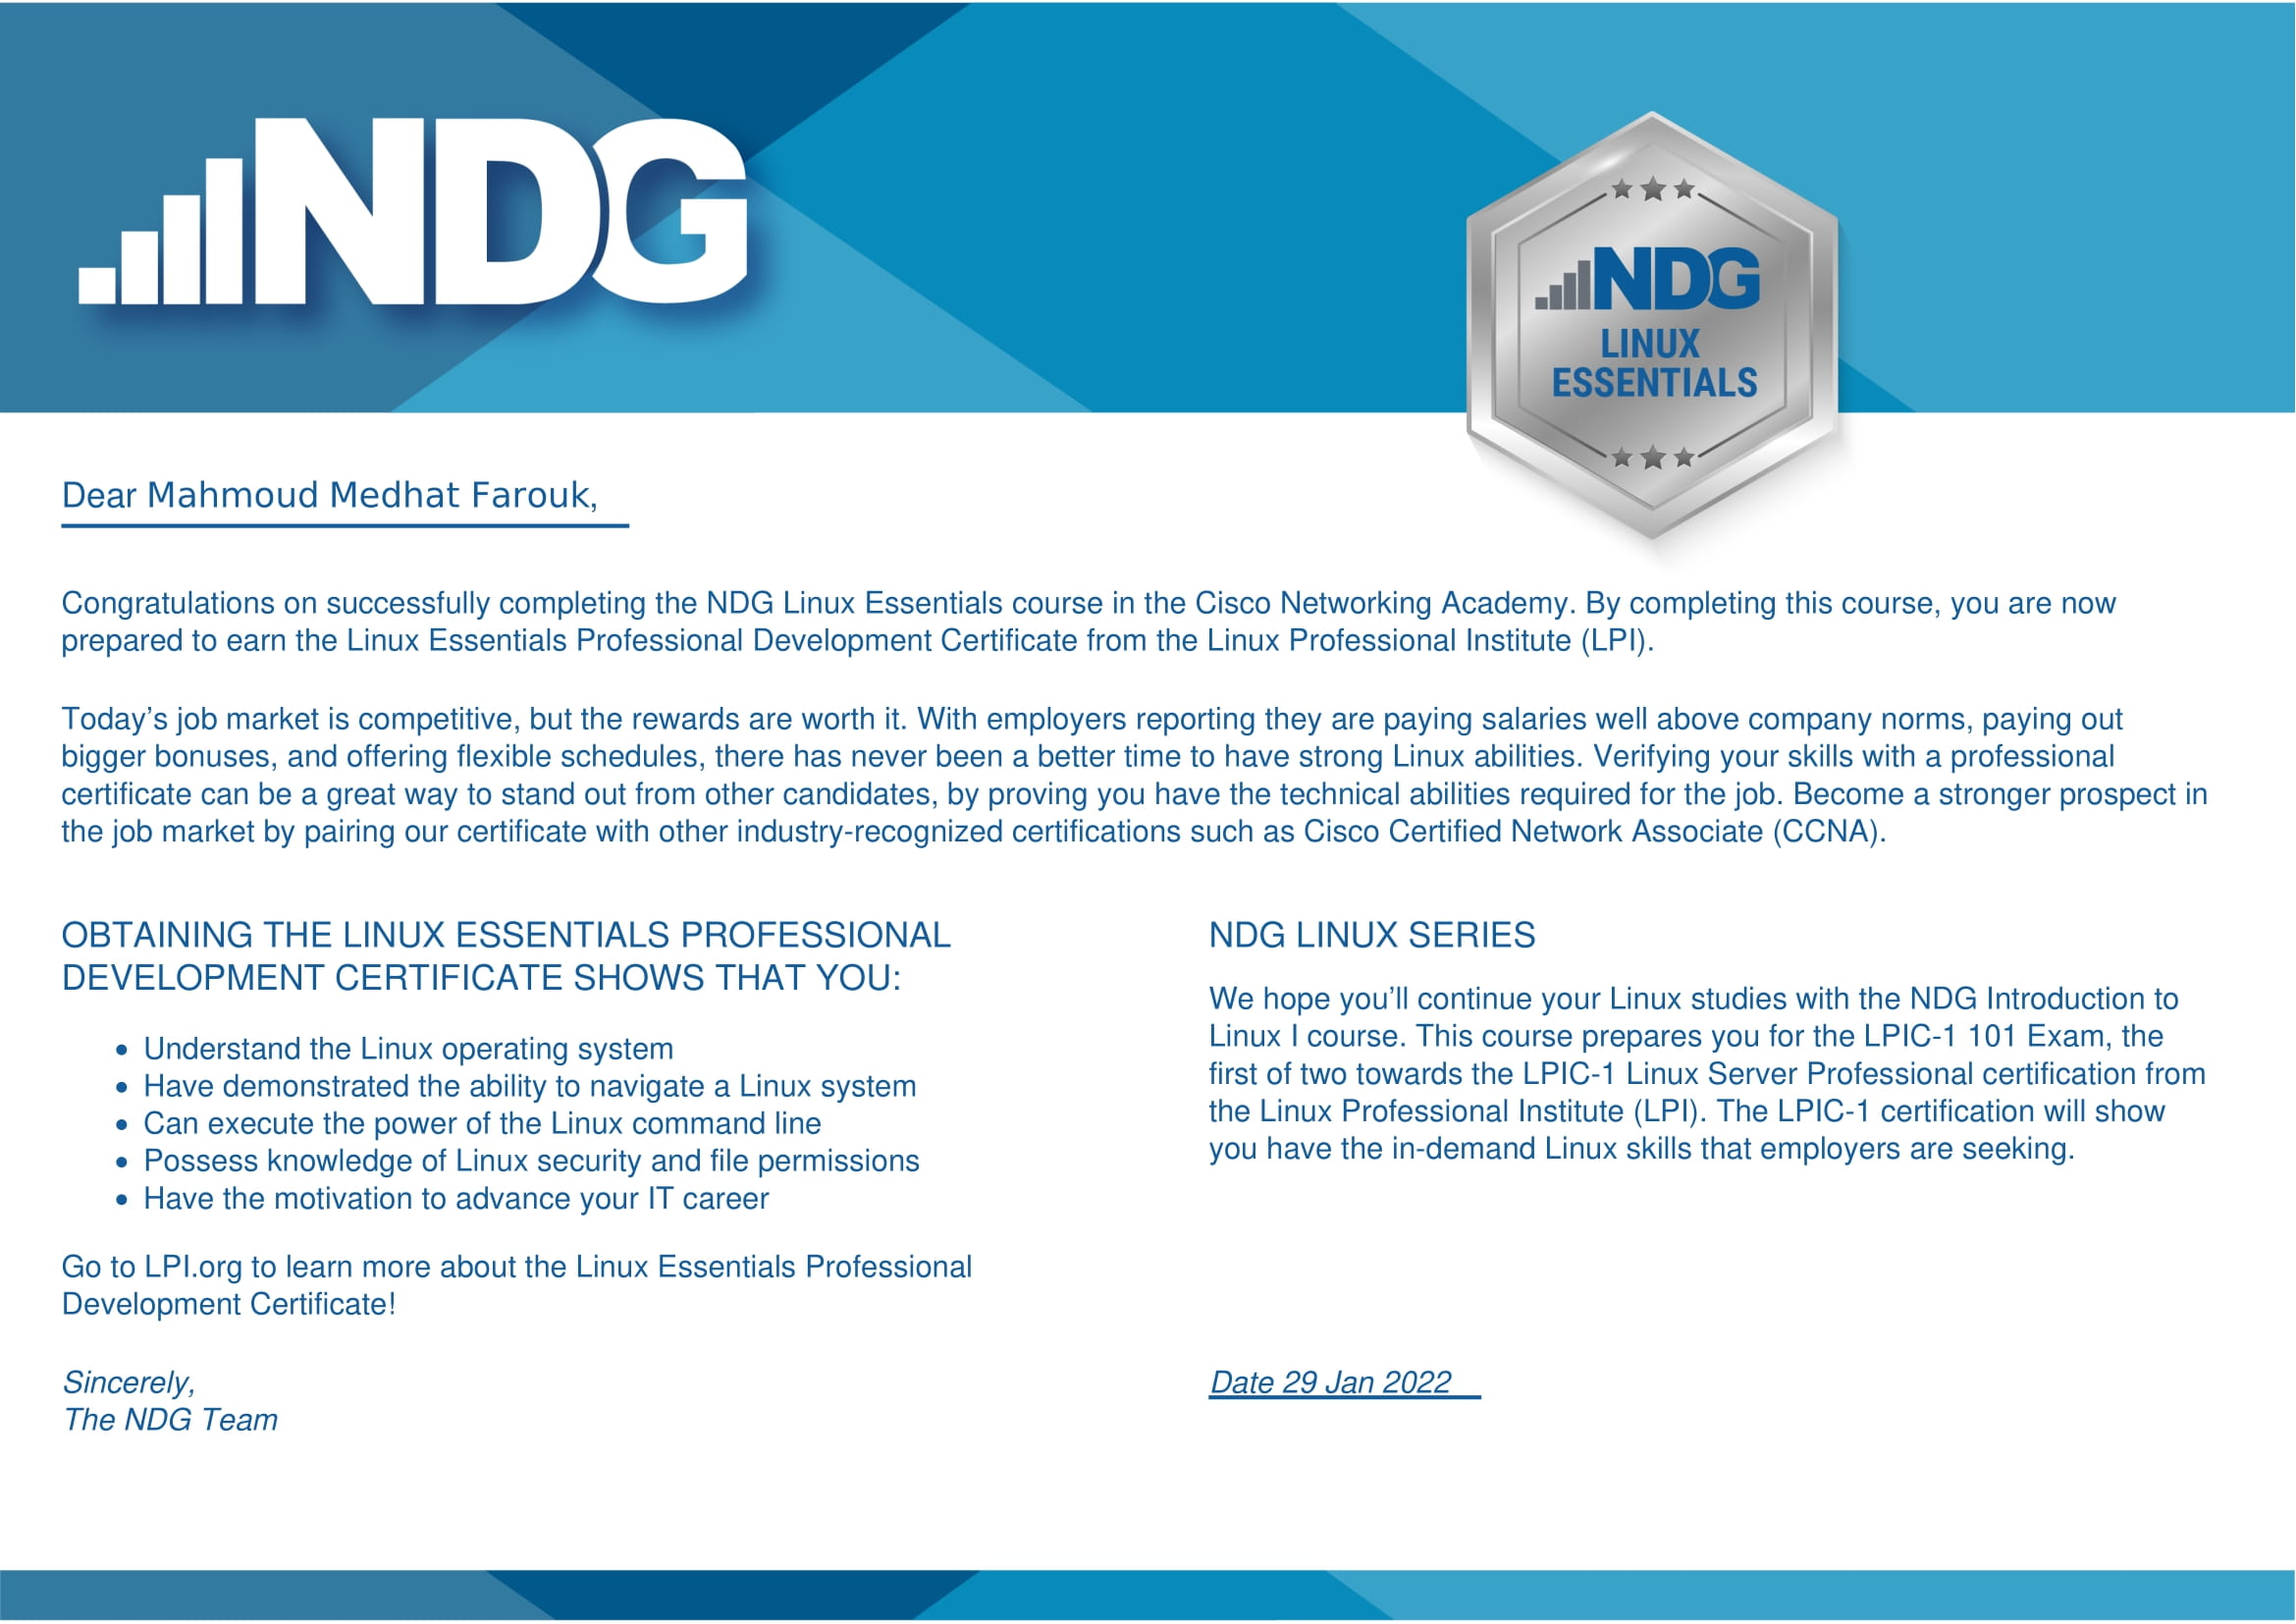 NDG
NDG
LINUX
ESSENTIALS
Dear Mahmoud Medhat Farouk,
Congratulations on successfully completing the NDG Linux Essentials course in the Cisco Networking Academy. By completing this course, you are now
prepared to earn the Linux Essentials Professional Development Certificate from the Linux Professional Institute (LPI).
Today’s job market is competitive, but the rewards are worth it. With employers reporting they are paying salaries well above company norms, paying out
bigger bonuses, and offering flexible schedules, there has never been a better time to have strong Linux abilities. Verifying your skills with a professional
certificate can be a great way to stand out from other candidates, by proving you have the technical abilities required for the job. Become a stronger prospect in
the job market by pairing our certificate with other industry-recognized certifications such as Cisco Certified Network Associate (CCNA).
OBTAINING THE LINUX ESSENTIALS PROFESSIONAL
DEVELOPMENT CERTIFICATE SHOWS THAT YOU:
• Understand the Linux operating system
• Have demonstrated the ability to navigate a Linux system
• Can execute the power of the Linux command line
• Possess knowledge of Linux security and file permissions
• Have the motivation to advance your IT career
Go to LPI.org to learn more about the Linux Essentials Professional
Development Certificate!
Sincerely,
The NDG Team
NDG LINUX SERIES
We hope you’ll continue your Linux studies with the NDG Introduction to
Linux I course. This course prepares you for the LPIC-1 101 Exam, the
first of two towards the LPIC-1 Linux Server Professional certification from
the Linux Professional Institute (LPI). The LPIC-1 certification will show
you have the in-demand Linux skills that employers are seeking.
Date 29 Jan 2022